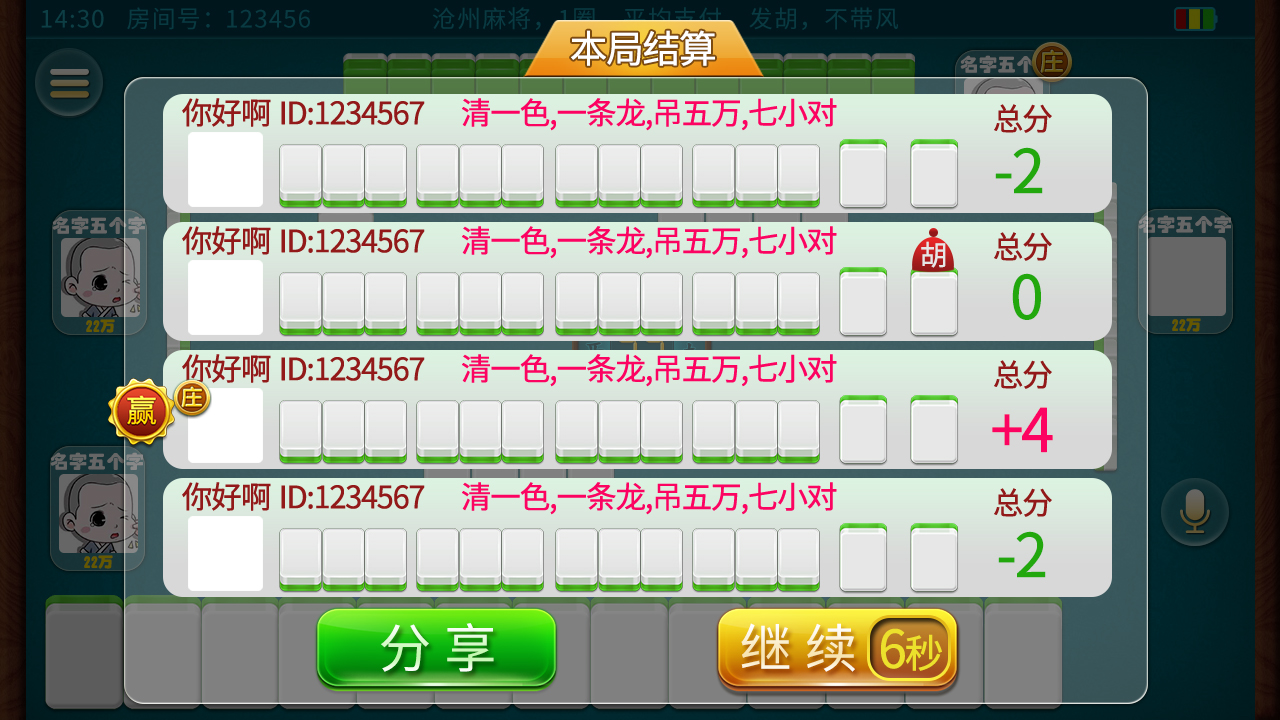 14:30 房间号：123456 沧州麻将，1圈，平均支付，发胡，不带风
本局结算
名字五个
庄
你好啊 ID:1234567 清一色,一条龙,吊五万,七小对 总分
-2
名字五个字
22万
名字五个字
22万
你好啊 ID:1234567 清一色,一条龙,吊五万,七小对 总分
胡
0
你好啊 ID:1234567 清一色,一条龙,吊五万,七小对 总分
赢
庄
+4
名字五个字
22万
你好啊 ID:1234567 清一色,一条龙,吊五万,七小对 总分
-2
分享
继续 6秒